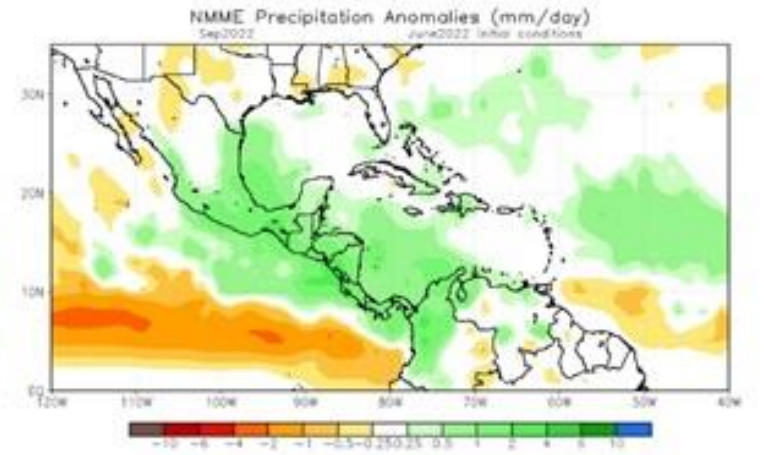 NMME Precipitation Anomalies (mm/day)
Sep2022 June2022 initial conditions
30N
20N
10N
EQ
120W 110W 100W 90W 80W 70W 60W 50W 40W
-10 -6 -4 -2 -1 -0.5 -0.25 0.25 0.5 1 2 4 6 10